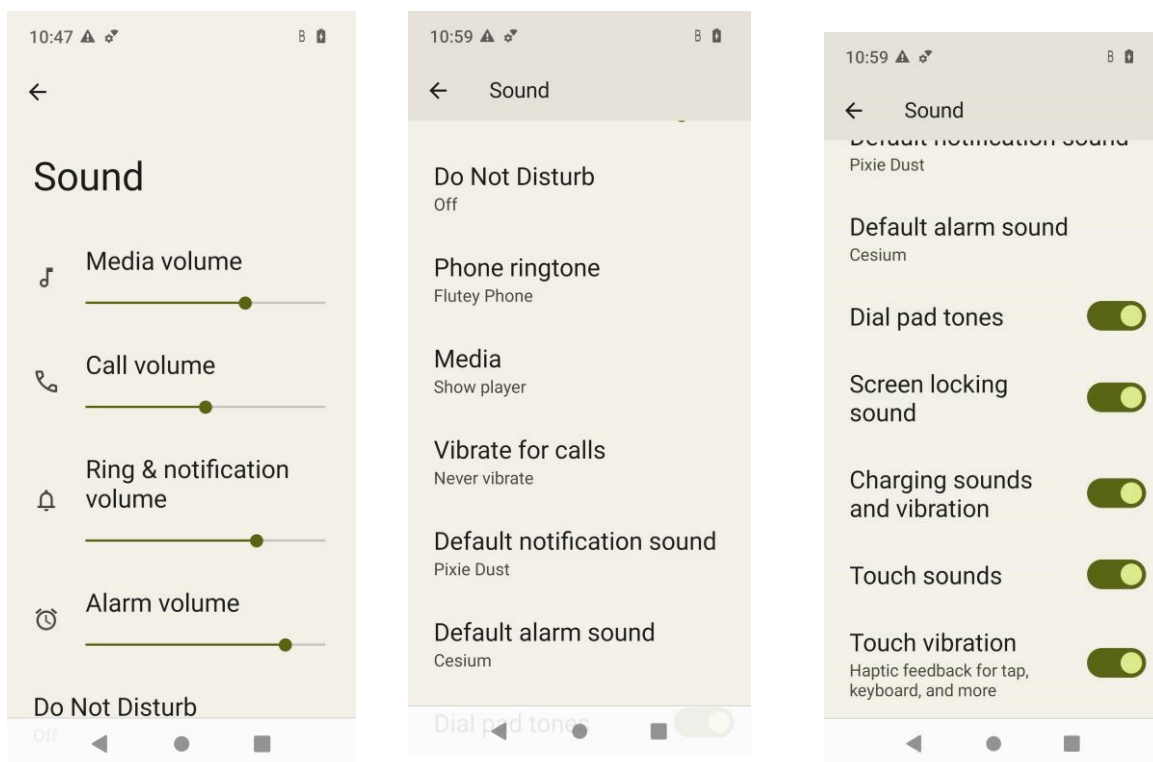 10:47
Sound
Media volume
Call volume
Ring & notification
volume
Alarm volume
Do Not Disturb
Off
10:59
Sound
Do Not Disturb
Off
Phone ringtone
Flutey Phone
Media
Show player
Vibrate for calls
Never vibrate
Default notification sound
Pixie Dust
Default alarm sound
Cesium
Dial pad tones
10:59
Sound
Default notification sound
Pixie Dust
Default alarm sound
Cesium
Dial pad tones
Screen locking
sound
Charging sounds
and vibration
Touch sounds
Touch vibration
Haptic feedback for tap,
keyboard, and more